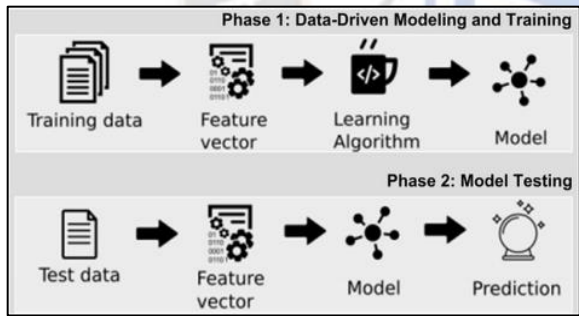 Phase 1: Data-Driven Modeling and Training
</>
Training data
Feature
vector
Learning
Algorithm
Model
Phase 2: Model Testing
Test data
Feature
vector
Model
Prediction